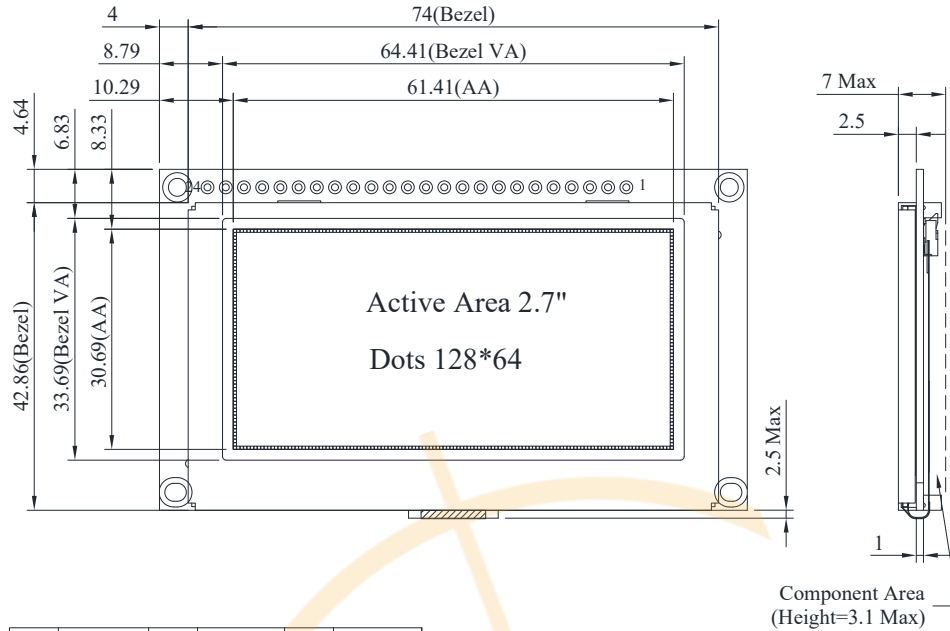 4
74(Bezel)
8.79
64.41(Bezel VA)
10.29
61.41(AA)
7 Max
2.5
4.64
6.83
8.33
24
1
42.86(Bezel)
33.69(Bezel VA)
30.69(AA)
Active Area 2.7"
Dots 128*64
2.5 Max
1
Component Area
(Height=3.1 Max)